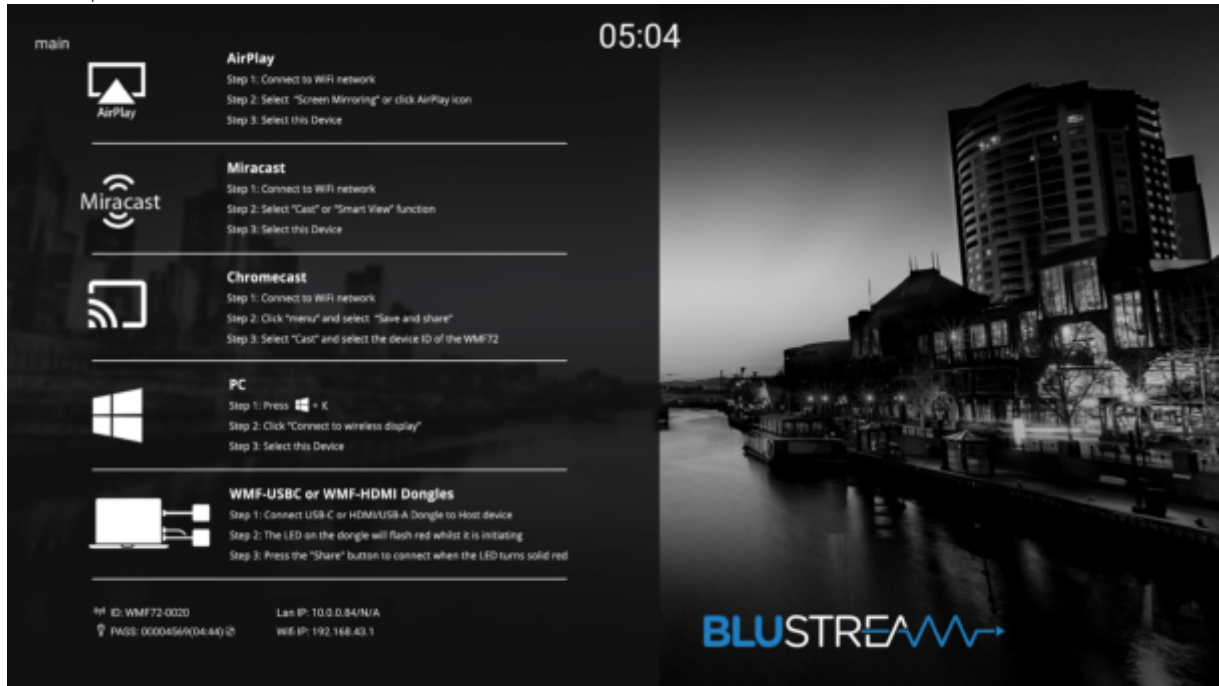 main
05:04
AirPlay
AirPlay
Step 1: Connect to WiFi network
Step 2: Select "Screen Mirroring" or click AirPlay icon
Step 3: Select this Device
Miracast
Miracast
Step 1: Connect to WiFi network
Step 2: Select "Cast" or "Smart View" function
Step 3: Select this Device
Chromecast
Step 1: Connect to WiFi network
Step 2: Click "menu" and select "Save and share"
Step 3: Select "Cast" and select the device ID of the WMF72
PC
Step 1: Press + K
Step 2: Click "Connect to wireless display"
Step 3: Select this Device
WMF-USBC or WMF-HDMI Dongles
Step 1: Connect USB-C or HDMI/USB-A Dongle to Host device
Step 2: The LED on the dongle will flash red whilst it is initiating
Step 3: Press the "Share" button to connect when the LED turns solid red
ID: WMF72-0020 Lan IP: 10.0.0.84/N/A
PASS: 00004569(04:44) Wifi IP: 192.168.43.1
BLUSTREAM